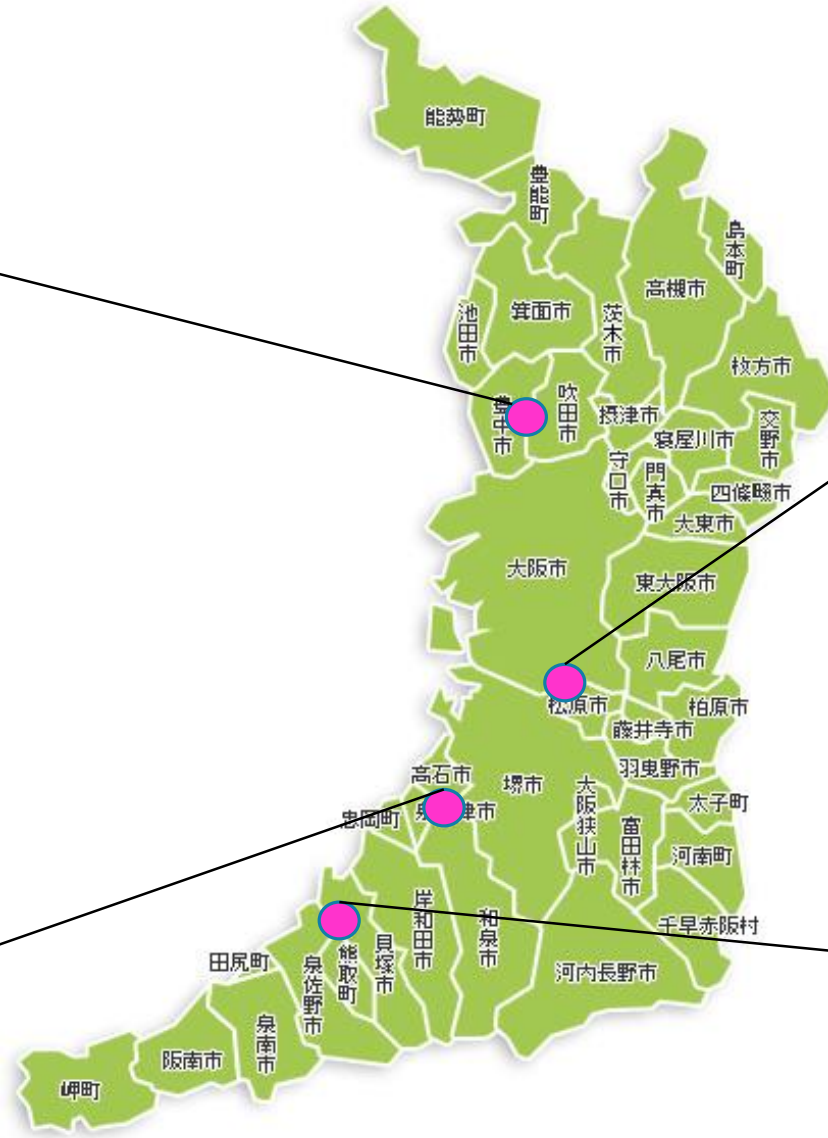 能勢町
豊能町
島本町
高槻市
箕面市
池田市
茨木市
枚方市
豊中市
吹田市
摂津市
寝屋川市
交野市
守口市
門真市
四條畷市
大東市
大阪市
東大阪市
八尾市
松原市
柏原市
藤井寺市
羽曳野市
高石市
堺市
大阪狭山市
太子町
忠岡町
泉 津市
富田林市
河南町
岸和田市
和泉市
千早赤阪村
貝塚市
熊取町
田尻町
泉佐野市
河内長野市
泉南市
阪南市
岬町